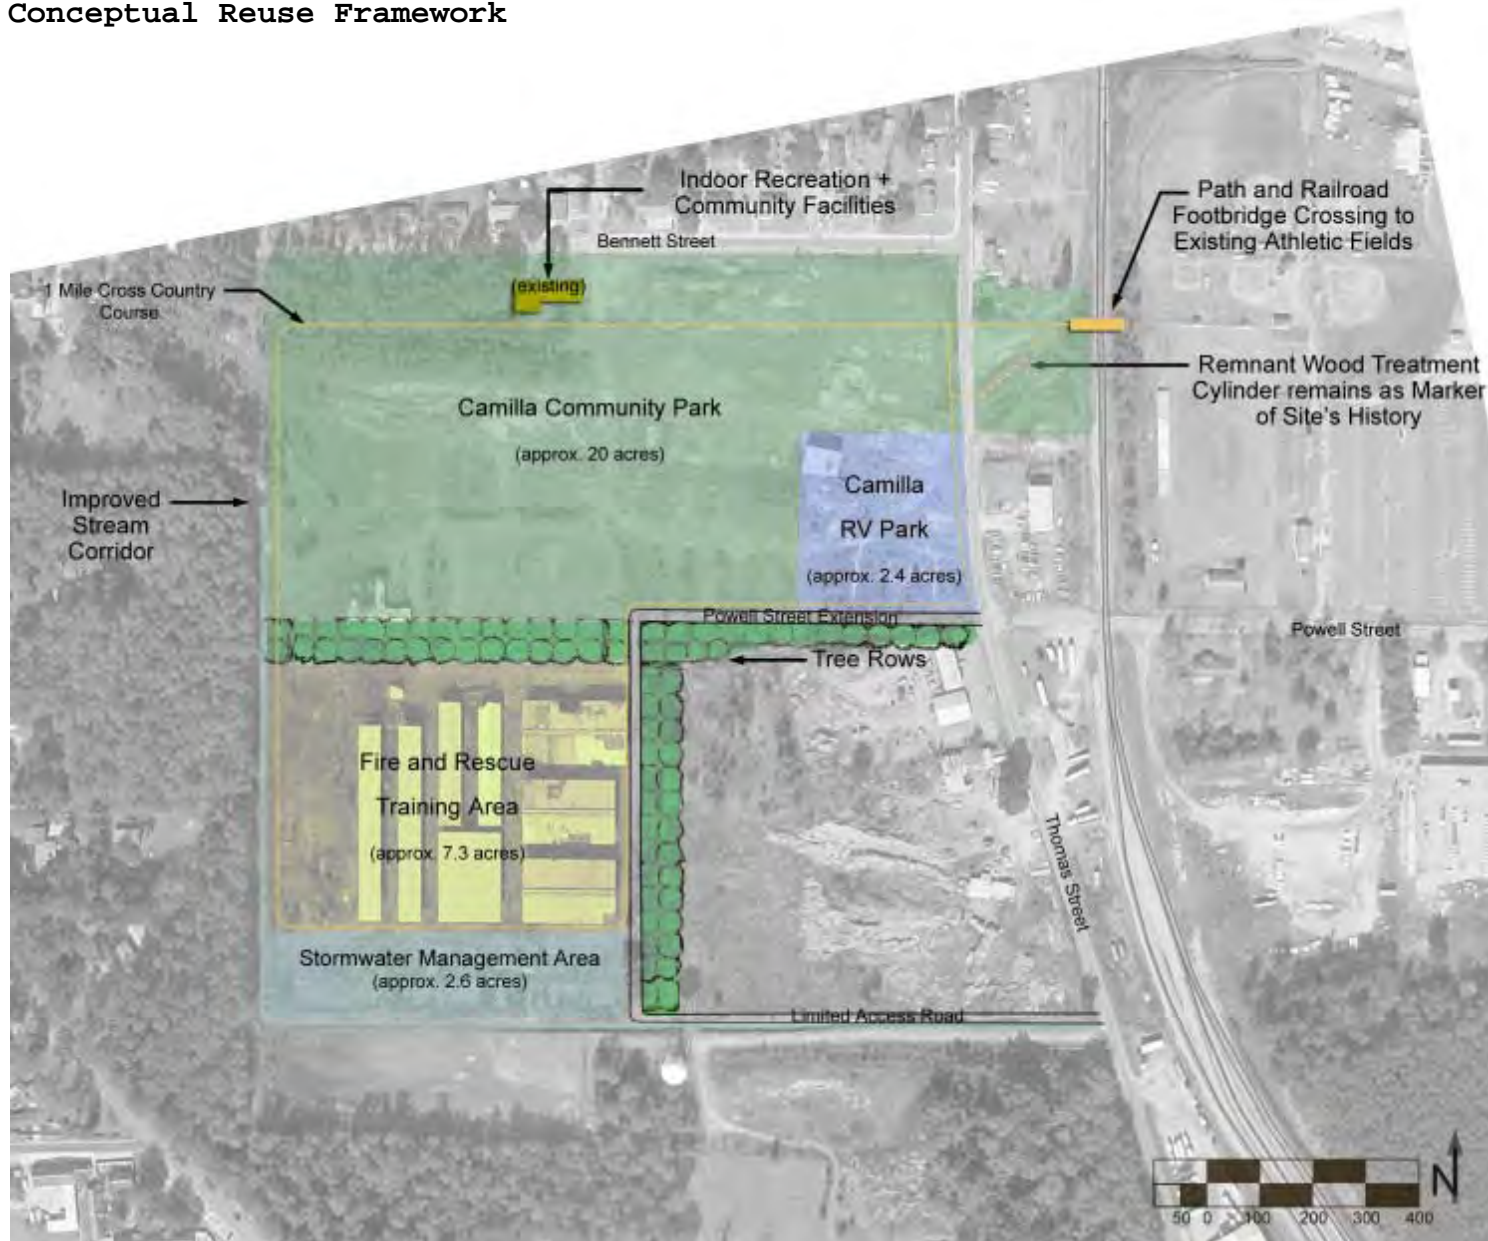 Conceptual Reuse Framework
Indoor Recreation +
Community Facilities
Path and Railroad
Footbridge Crossing to
Existing Athletic Fields
Bennett Street
(existing)
1 Mile Cross Country
Course
Remnant Wood Treatment
Cylinder remains as Marker
of Site's History
Camilla Community Park
(approx. 20 acres)
Camilla
RV Park
(approx. 2.4 acres)
Improved
Stream
Corridor
Powell Street Extension
Powell Street
Tree Rows
Fire and Rescue
Training Area
(approx. 7.3 acres)
Thomas Street
Stormwater Management Area
(approx. 2.6 acres)
Limited Access Road
N
50 0 100 200 300 400